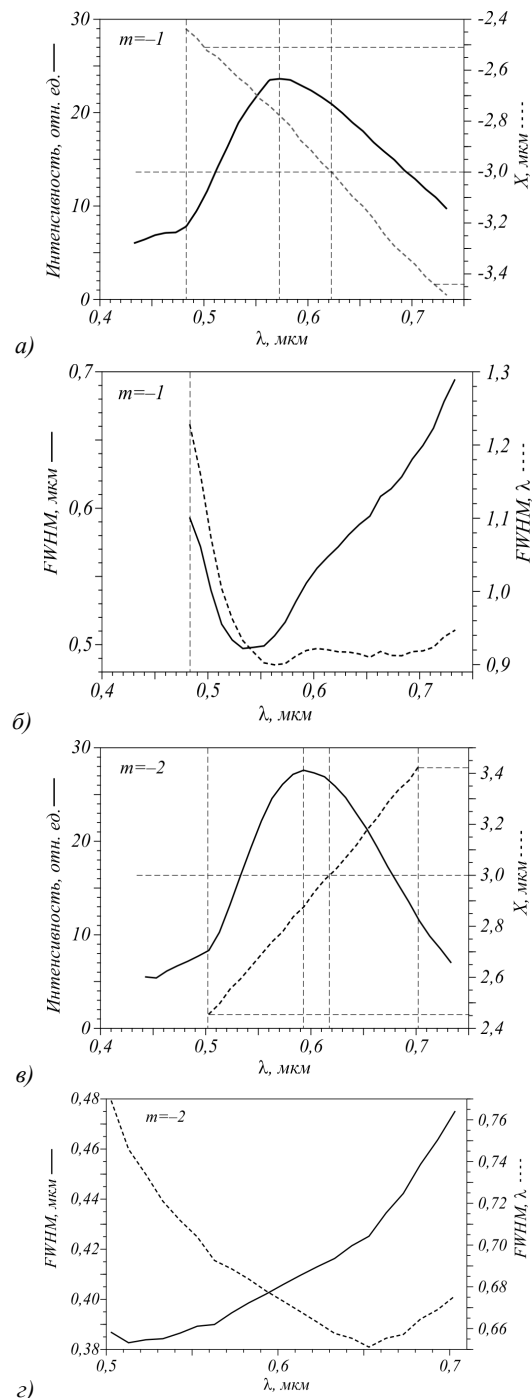 30 -2,4
m=–1
-2,6
20
-2,8
Интенсивность, отн. ед.
X, мкм
-3,0
10
-3,2
-3,4
0
0,4 0,5 0,6 0,7
λ, мкм
а)
0,7 1,3
m=–1
1,2
FWHM, мкм
FWHM, λ
0,6 1,1
1,0
0,5 0,9
0,4 0,5 0,6 0,7
λ, мкм
б)
30
m=–2
3,4
3,2
20
Интенсивность, отн. ед.
X, мкм
3,0
10 2,8
2,6
0 2,4
0,4 0,5 0,6 0,7
λ, мкм
в)
0,48
m=–2
0,76
0,46 0,74
0,44 0,72
FWHM, мкм
FWHM, λ
0,42 0,70
0,40 0,68
0,66
0,38
0,5 0,6 0,7
λ, мкм
г)